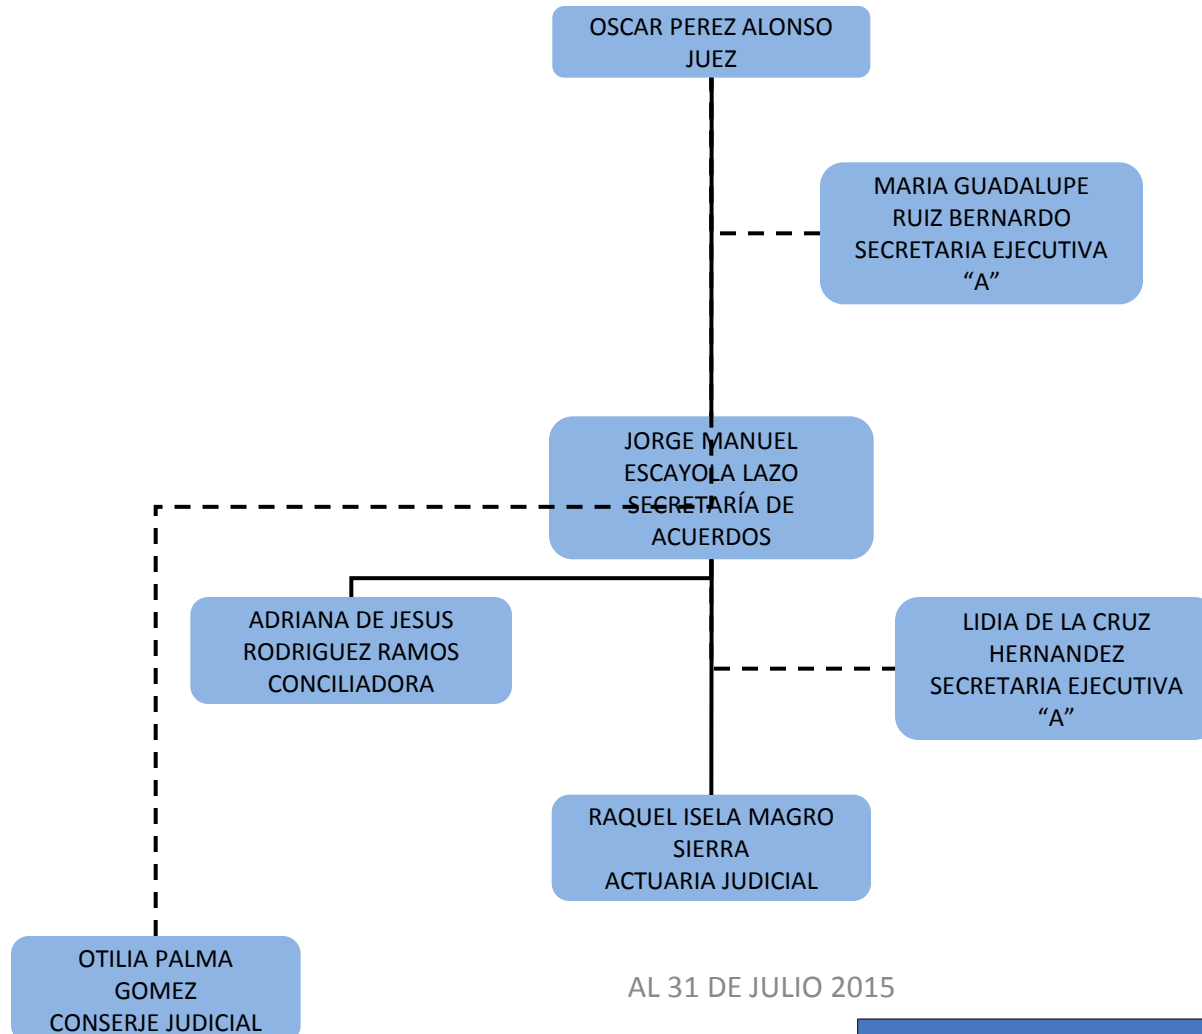 OSCAR PEREZ ALONSO
JUEZ
MARIA GUADALUPE
RUIZ BERNARDO
SECRETARIA EJECUTIVA
“A”
JORGE MANUEL
ESCAYOLA LAZO
SECRETARÍA DE
ACUERDOS
ADRIANA DE JESUS
RODRIGUEZ RAMOS
CONCILIADORA
LIDIA DE LA CRUZ
HERNANDEZ
SECRETARIA EJECUTIVA
“A”
RAQUEL ISELA MAGRO
SIERRA
ACTUARIA JUDICIAL
OTILIA PALMA
GOMEZ
CONSERJE JUDICIAL
AL 31 DE JULIO 2015